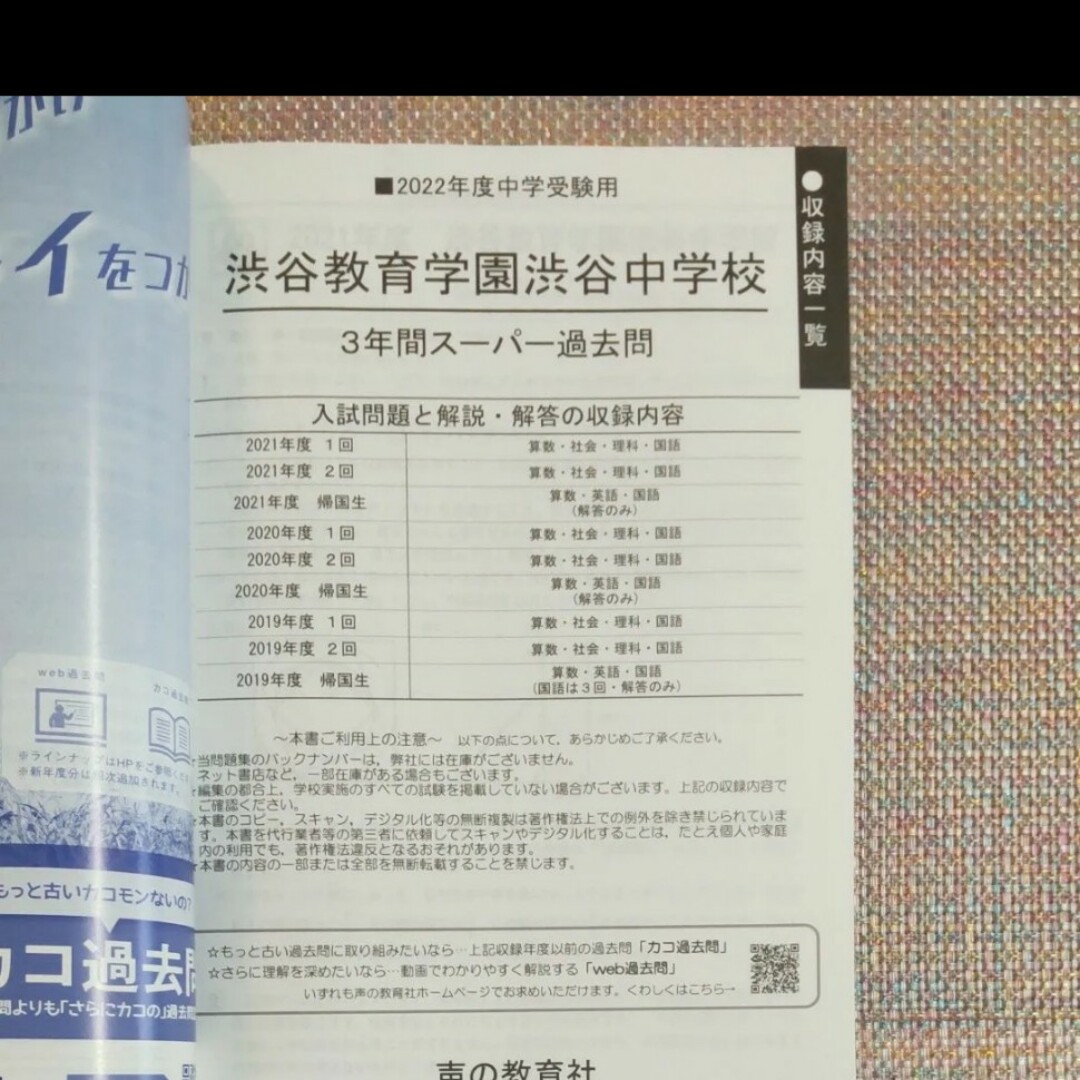 ■2022年度中学受験用
渋谷教育学園渋谷中学校
3年間スーパー過去問
●収録内容一覧
入試問題と解説・解答の収録内容
2021年度 1回 算数・社会・理科・国語
2021年度 2回 算数・社会・理科・国語
2021年度 帰国生 算数・英語・国語
(解答のみ)
2020年度 1回 算数・社会・理科・国語
2020年度 2回 算数・社会・理科・国語
2020年度 帰国生 算数・英語・国語
(解答のみ)
2019年度 1回 算数・社会・理科・国語
2019年度 2回 算数・社会・理科・国語
2019年度 帰国生 算数・英語・国語
(国語は3回・解答のみ)
～本書ご利用上の注意～ 以下の点について，あらかじめご了承ください。
当問題集のバックナンバーは，弊社には在庫がございません。
ネット書店など，一部在庫がある場合もございます。
編集の都合上，学校実施のすべての試験を掲載していない場合がございます。上記の収録内容で
ご確認ください。
本書のコピー，スキャン，デジタル化等の無断複製は著作権法上での例外を除き禁じられていま
す。本書を代行業者等の第三者に依頼してスキャンやデジタル化することは，たとえ個人や家庭
内の利用でも，著作権法違反となるおそれがあります。
本書の内容の一部または全部を無断転載することを禁じます。
☆もっと古い過去問に取り組みたいなら…上記収録年度以前の過去問「カコ過去問」
☆さらに理解を深めたいなら…動画でわかりやすく解説する「web過去問」
いずれも声の教育社ホームページでお求めいただけます。くわしくはこちら→
声の教育社
イをつか
web過去問
カコ過去
※ラインナップはHPをご参照くだ
※新年度分は順次追加されます。
もっと古いカコモンないの?
カコ過去問
問よりも「さらにカコの」過去